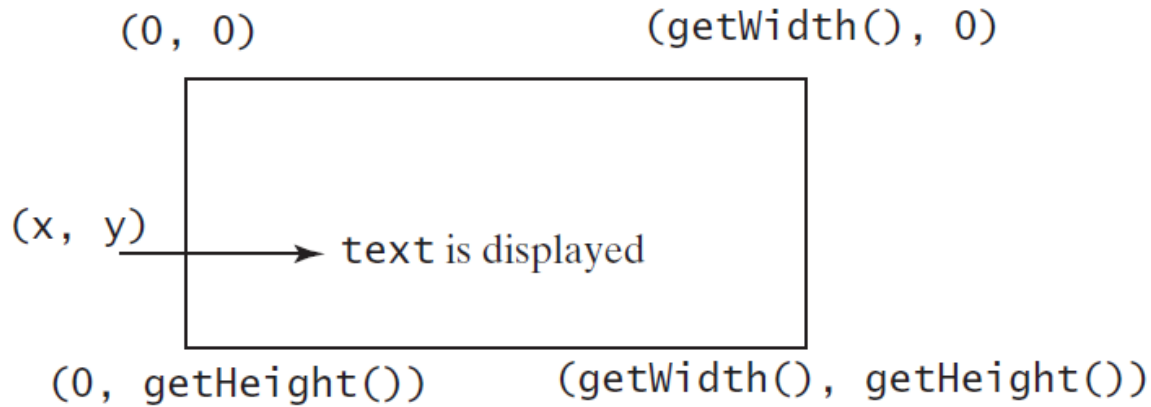 (0, 0) (getWidth(), 0)
(x, y)
text is displayed
(0, getHeight()) (getWidth(), getHeight())